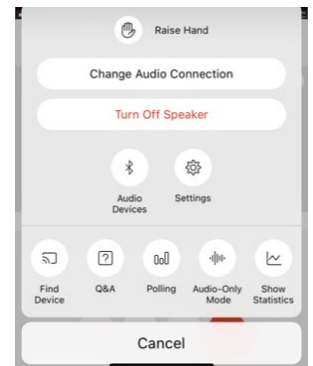 Raise Hand
Change Audio Connection
Turn Off Speaker
Audio
Devices
Settings
Find
Device
Q&A
Polling
Audio-Only
Mode
Show
Statistics
Cancel